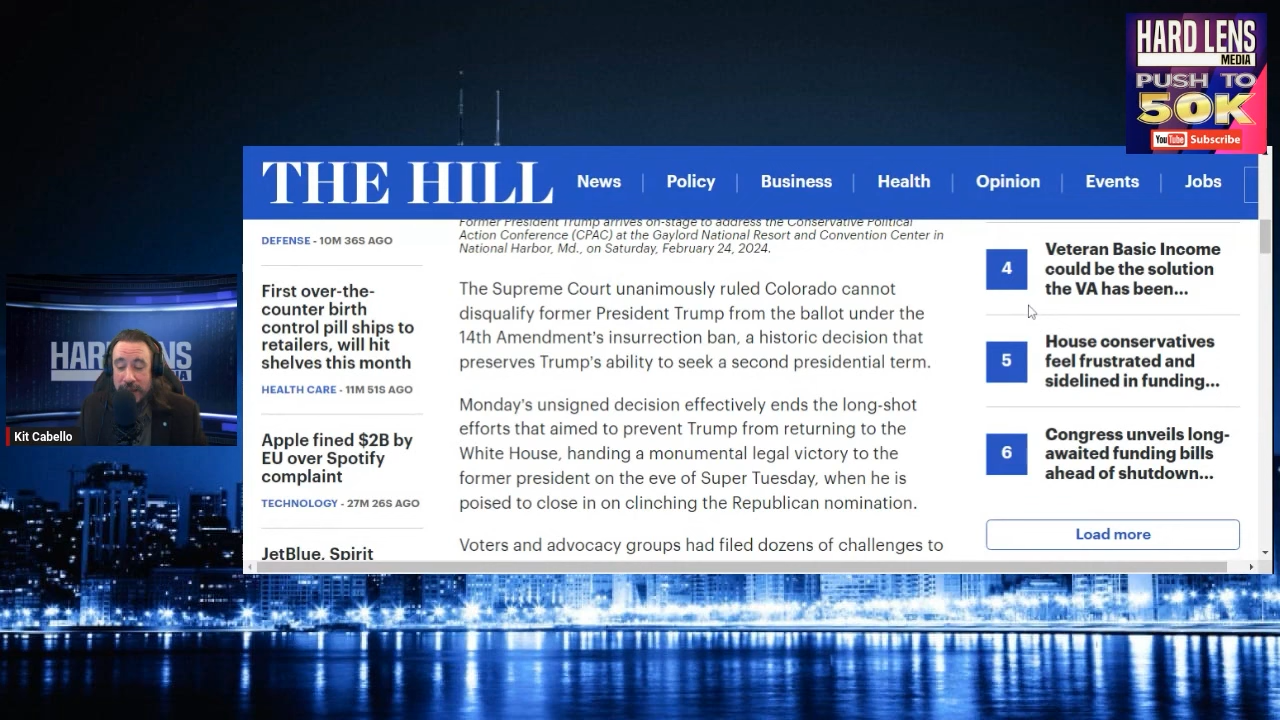 HARD LENS
MEDIA
PUSH TO
50K
YouTube Subscribe
THE HILL
News
Policy
Business
Health
Opinion
Events
Jobs
DEFENSE - 10M 36S AGO
First over-the-
counter birth
control pill ships to
retailers, will hit
shelves this month
HEALTH CARE - 11M 51S AGO
Apple fined $2B by
EU over Spotify
complaint
TECHNOLOGY - 27M 26S AGO
JetBlue, Spirit
Former President Trump arrives on-stage to address the Conservative Political
Action Conference (CPAC) at the Gaylord National Resort and Convention Center in
National Harbor, Md., on Saturday, February 24, 2024.
The Supreme Court unanimously ruled Colorado cannot
disqualify former President Trump from the ballot under the
14th Amendment's insurrection ban, a historic decision that
preserves Trump's ability to seek a second presidential term.
Monday's unsigned decision effectively ends the long-shot
efforts that aimed to prevent Trump from returning to the
White House, handing a monumental legal victory to the
former president on the eve of Super Tuesday, when he is
poised to close in on clinching the Republican nomination.
Voters and advocacy groups had filed dozens of challenges to
4
Veteran Basic Income
could be the solution
the VA has been...
5
House conservatives
feel frustrated and
sidelined in funding...
6
Congress unveils long-
awaited funding bills
ahead of shutdown...
Load more
Kit Cabello